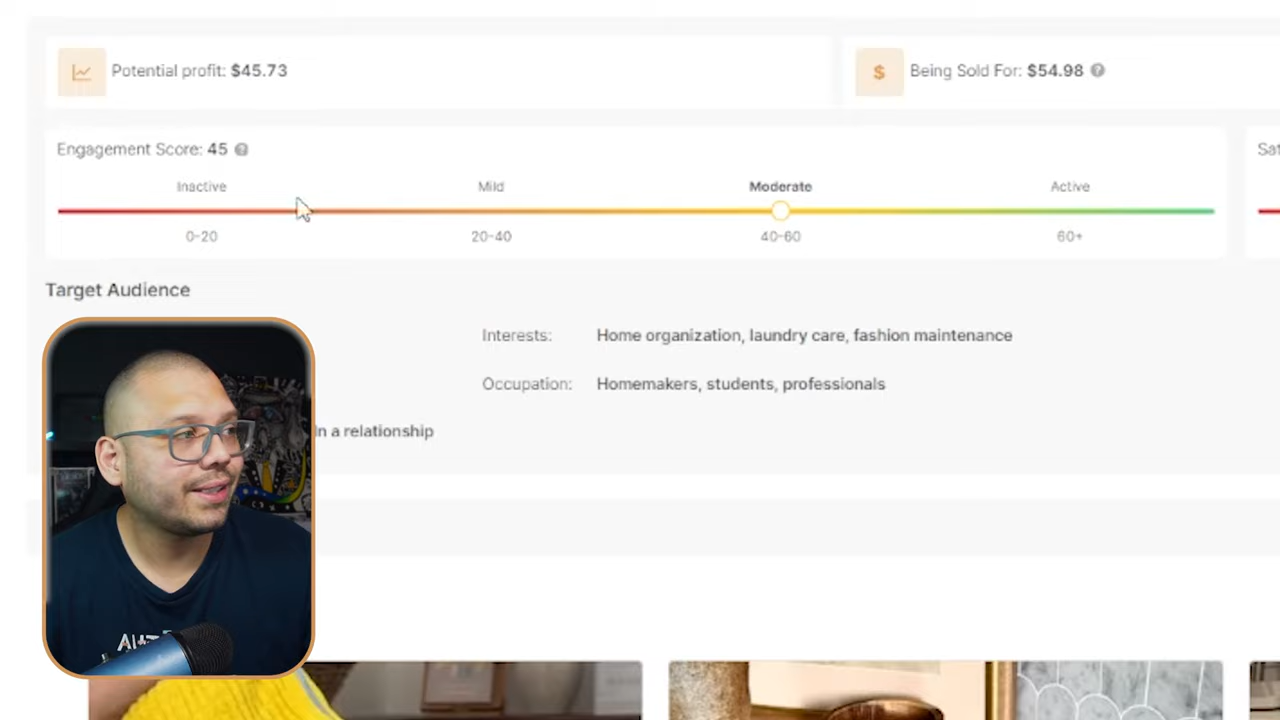 Potential profit: $45.73
Being Sold For: $54.98
Engagement Score: 45
Inactive
Mild
Moderate
Active
0-20
20-40
40-60
60+
Target Audience
Interests: Home organization, laundry care, fashion maintenance
Occupation: Homemakers, students, professionals
In a relationship